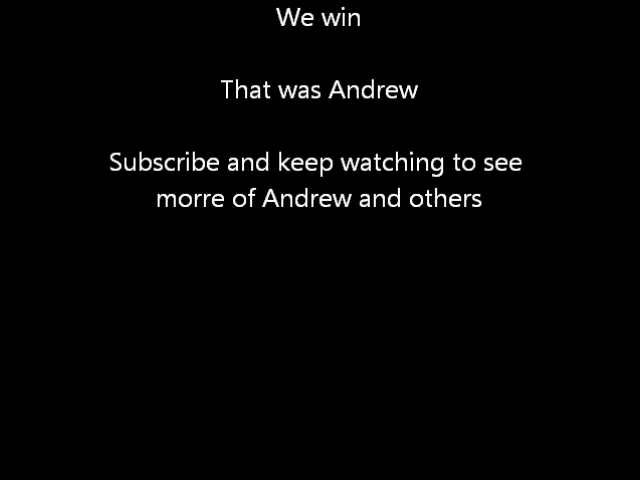 We win
That was Andrew
Subscribe and keep watching to see
morre of Andrew and others